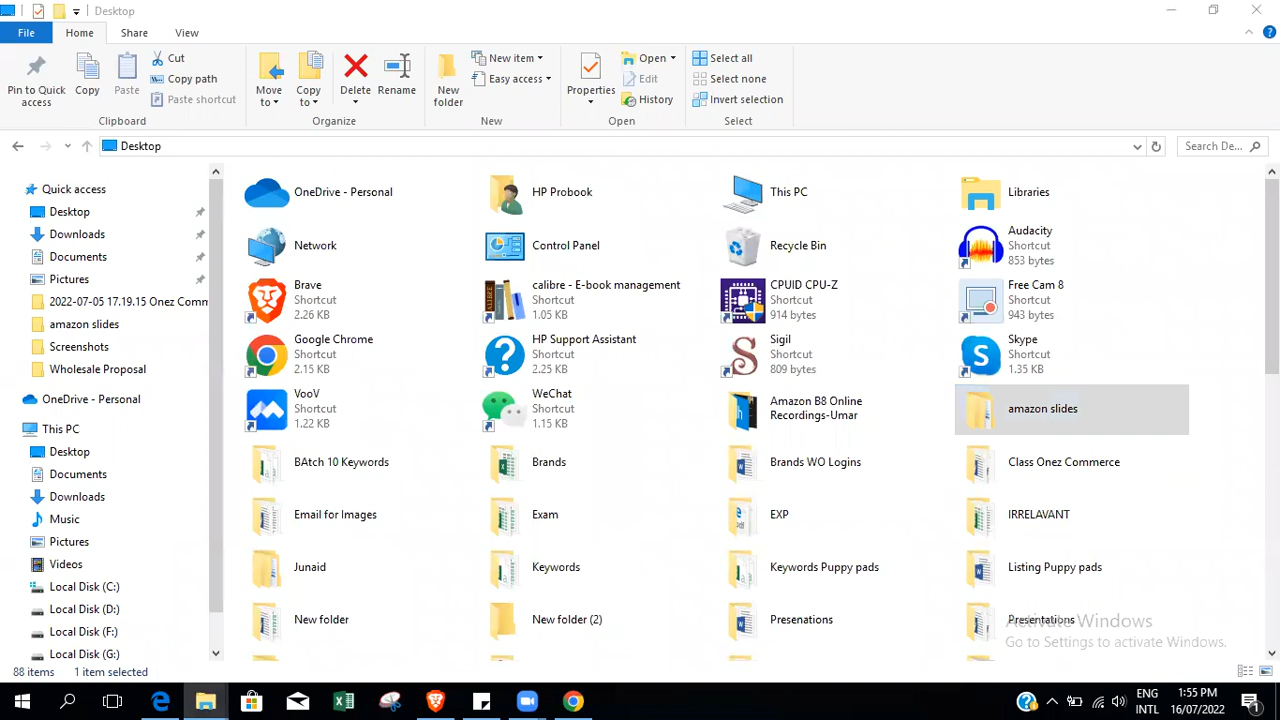 Desktop
File
Home
Share
View
Pin to Quick access
Copy
Paste
Cut
Copy path
Paste shortcut
Move to
Copy to
Delete
Rename
New folder
New item
Easy access
Properties
Open
Edit
History
Select all
Select none
Invert selection
Clipboard
Organize
New
Open
Select
Desktop
Search De...
Quick access
Desktop
Downloads
Documents
Pictures
2022-07-05 17.19.15 Onez Comm
amazon slides
Screenshots
Wholesale Proposal
OneDrive - Personal
This PC
Desktop
Documents
Downloads
Music
Pictures
Videos
Local Disk (C:)
Local Disk (D:)
Local Disk (F:)
Local Disk (G:)
OneDrive - Personal
HP Probook
This PC
Libraries
Network
Control Panel
Recycle Bin
Audacity
Shortcut
853 bytes
Brave
Shortcut
2.26 KB
calibre - E-book management
Shortcut
1.05 KB
CPUID CPU-Z
Shortcut
914 bytes
Free Cam 8
Shortcut
943 bytes
Google Chrome
Shortcut
2.15 KB
HP Support Assistant
Shortcut
2.25 KB
Sigil
Shortcut
809 bytes
Skype
Shortcut
1.35 KB
VooV
Shortcut
1.22 KB
WeChat
Shortcut
1.15 KB
Amazon B8 Online
Recordings-Umar
amazon slides
BAtch 10 Keywords
Brands
Brands WO Logins
Class Onez Commerce
Email for Images
Exam
EXP
IRRELAVANT
Junaid
Keywords
Keywords Puppy pads
Listing Puppy pads
New folder
New folder (2)
Presenations
Presentations
Activate Windows
Go to Settings to activate Windows.
88 items
1 item selected
ENG
INTL
1:55 PM
16/07/2022